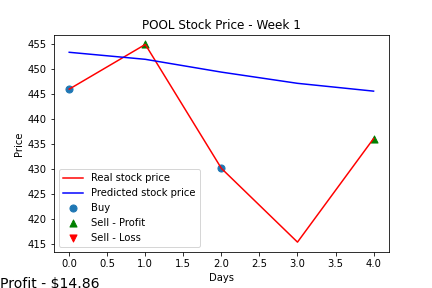 POOL Stock Price - Week 1
Price
455
450
445
440
435
430
425
420
415
Real stock price
Predicted stock price
Buy
Sell - Profit
Sell - Loss
0.0 0.5 1.0 1.5 2.0 2.5 3.0 3.5 4.0
Days
Profit - $14.86